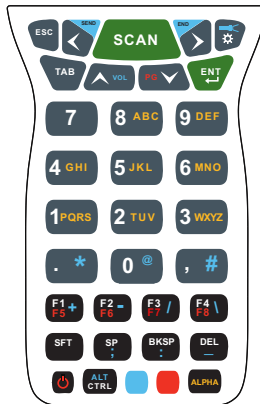 SEND END
ESC SCAN
TAB VOL PG ENT
7 8 ABC 9 DEF
4 GHI 5 JKL 6 MNO
1 PQRS 2 TUV 3 WXYZ
. * 0 @ , #
F1 + F2 - F3 / F4 \
F5 F6 F7 F8
SFT SP ; BKSP : DEL _
ALT
CTRL ALPHA